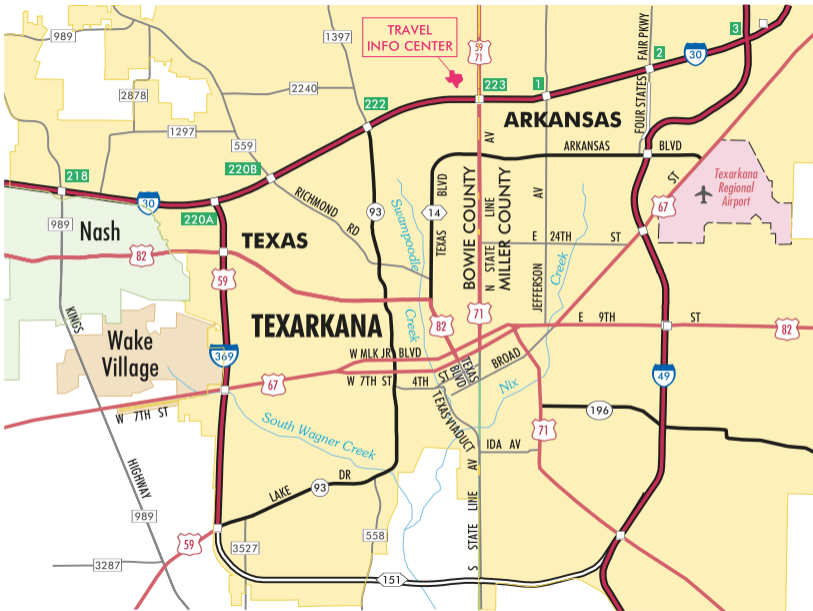 989
1397
TRAVEL
INFO CENTER
59
71
FOUR STATES FAIR PKWY
3
2
30
2240
2878
223
1
222
ARKANSAS
1297
559
ARKANSAS BLVD
220B
218
30
220A
RICHMOND RD
93
Swampoodle
Creek
14
TEXAS BLVD
BOWIE COUNTY
N STATE LINE AV
MILLER COUNTY
JEFFERSON AV
Texarkana
Regional
Airport
67
ST
989
Nash
82
TEXAS
59
E 24TH ST
Nix
Creek
TEXARKANA
82
71
E 9TH ST
82
KINGS
HIGHWAY
Wake
Village
369
W MLK JR BLVD
W 7TH ST
4TH ST
TEXAS
BLVD
BROAD
67
W 7TH ST
49
South Wagner Creek
TEXAS VIADUCT
196
71
IDA AV
LAKE DR
93
S STATE LINE AV
989
59
3527
558
3287
151